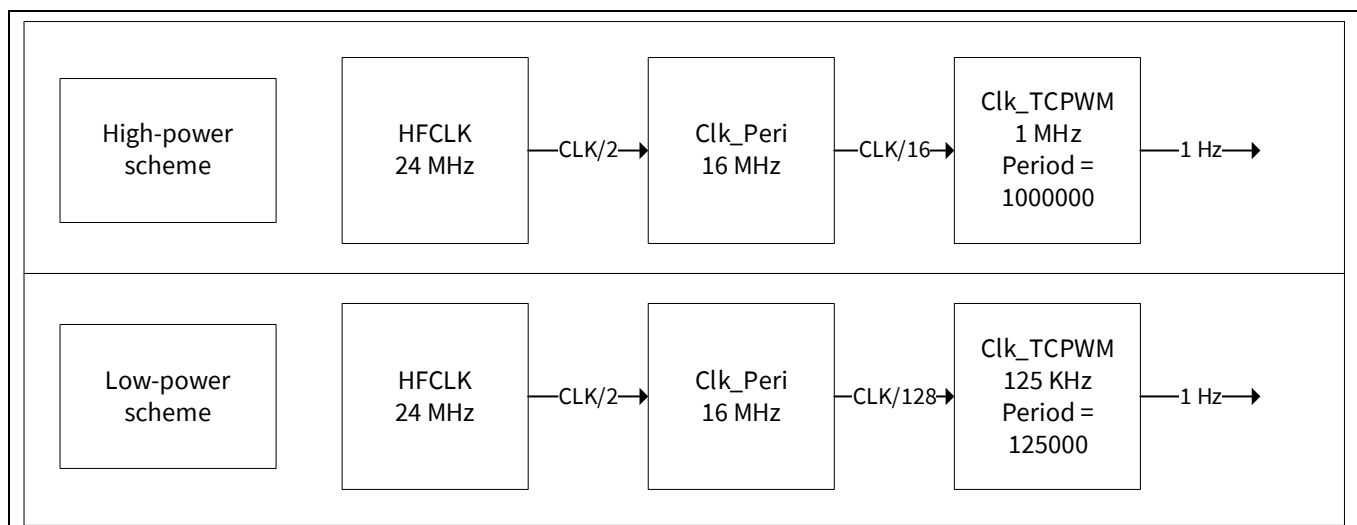 High-power
scheme
HFCLK
24 MHz
CLK/2
Clk_Peri
16 MHz
CLK/16
Clk_TCPWM
1 MHz
Period =
1000000
1 Hz
Low-power
scheme
HFCLK
24 MHz
CLK/2
Clk_Peri
16 MHz
CLK/128
Clk_TCPWM
125 KHz
Period =
125000
1 Hz